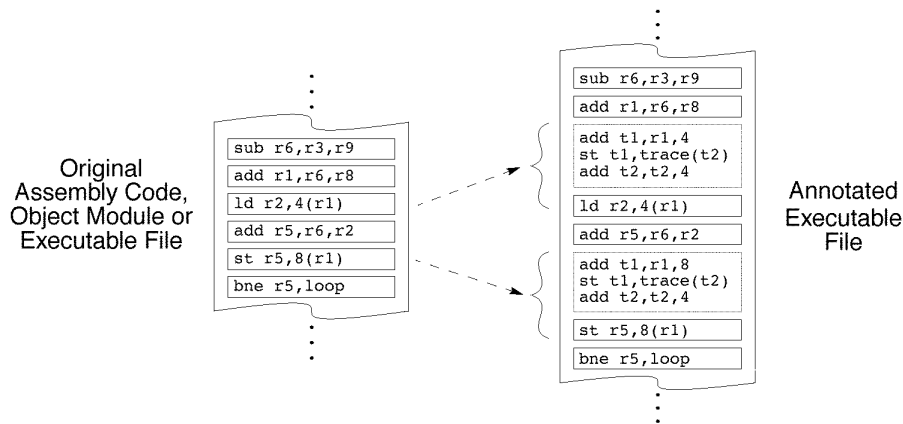 Original
Assembly Code,
Object Module or
Executable File
sub r6,r3,r9
add r1,r6,r8
ld r2,4(r1)
add r5,r6,r2
st r5,8(r1)
bne r5,loop
sub r6,r3,r9
add r1,r6,r8
add t1,r1,4
st t1,trace(t2)
add t2,t2,4
ld r2,4(r1)
add r5,r6,r2
add t1,r1,8
st t1,trace(t2)
add t2,t2,4
st r5,8(r1)
bne r5,loop
Annotated
Executable
File